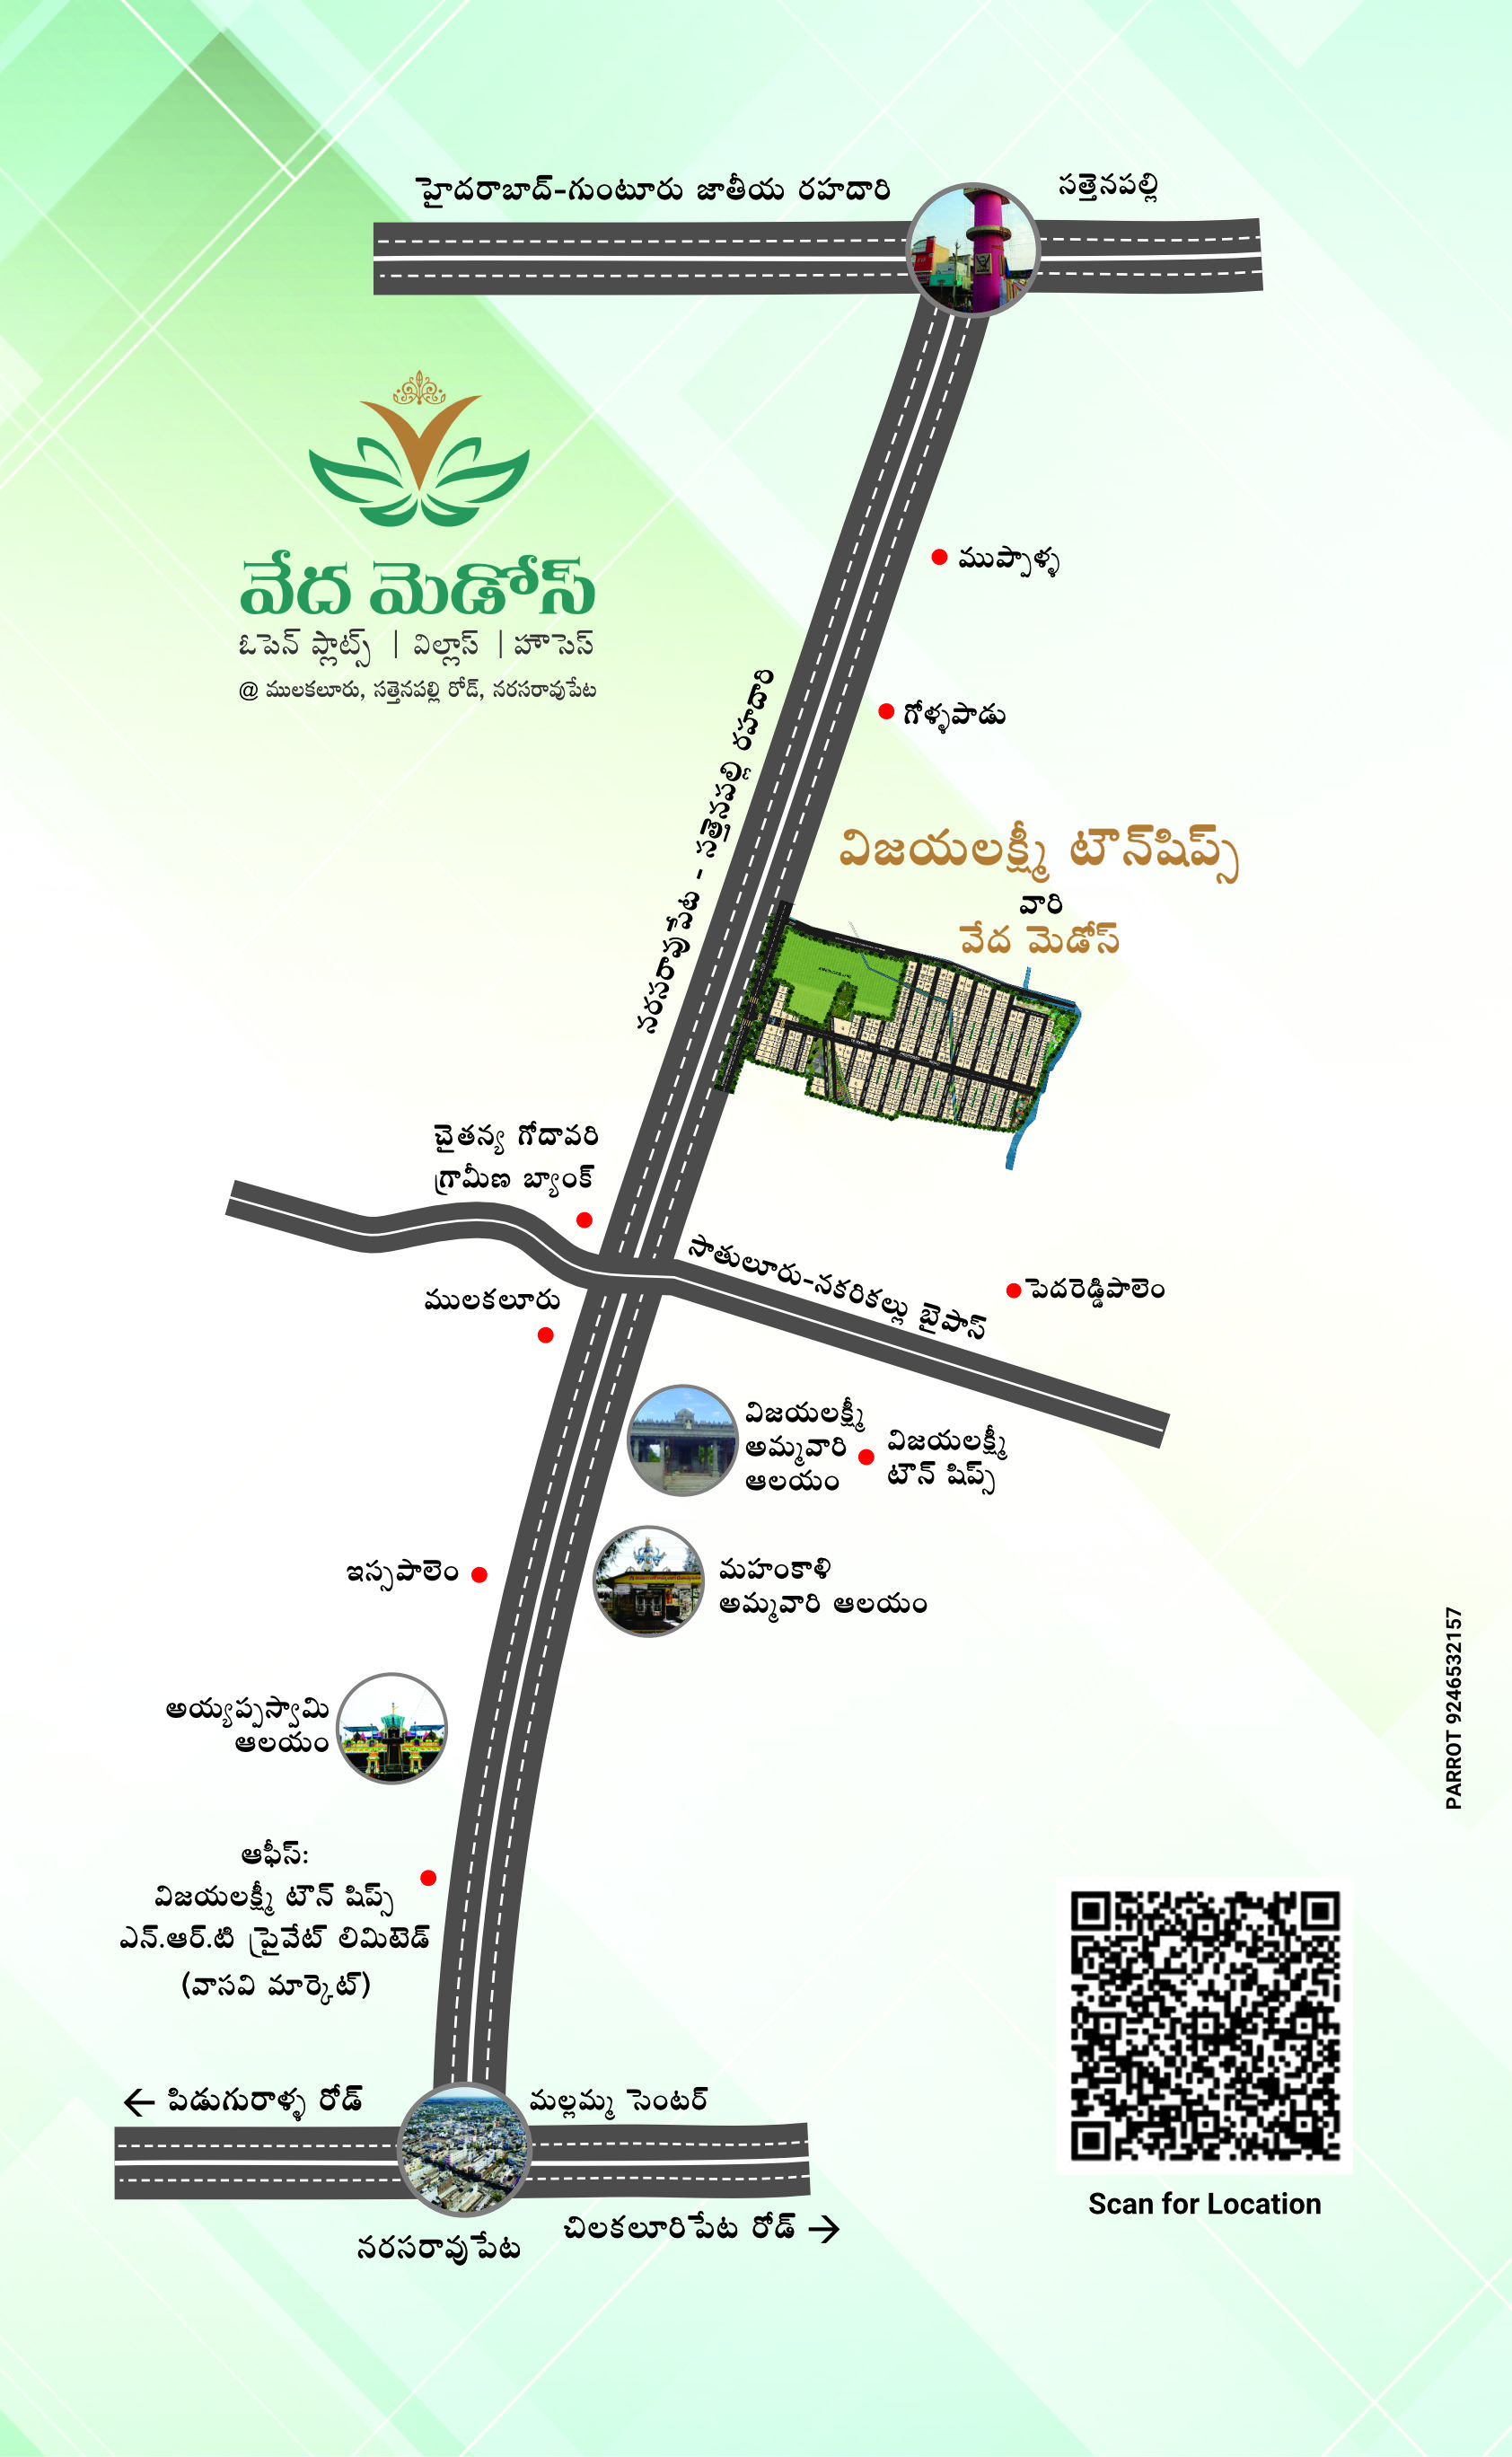 హైదరాబాద్-గుంటూరు జాతీయ రహదారి
సత్తెనపల్లి
వేద మెడోస్
ఓపెన్ ప్లాట్స్ | విల్లాస్ | హౌసెస్
@ ములకలూరు, సత్తెనపల్లి రోడ్, నరసరావుపేట
ముప్పాళ్ళ
గోళ్ళపాడు
నరసరావుపేట - సత్తెనపల్లి రహదారి
విజయలక్ష్మీ టౌన్‌షిప్స్
వారి
వేద మెడోస్
చైతన్య గోదావరి
గ్రామీణ బ్యాంక్
సాతులూరు-నకరికల్లు బైపాస్
పెదరెడ్డిపాలెం
ములకలూరు
విజయలక్ష్మీ
అమ్మవారి
ఆలయం
విజయలక్ష్మీ
టౌన్ షిప్స్
ఇస్సపాలెం
మహంకాళి
అమ్మవారి ఆలయం
అయ్యప్పస్వామి
ఆలయం
ఆఫీస్:
విజయలక్ష్మీ టౌన్ షిప్స్
ఎన్.ఆర్.టి ప్రైవేట్ లిమిటెడ్
(వాసవి మార్కెట్)
← పిడుగురాళ్ళ రోడ్
మల్లమ్మ సెంటర్
నరసరావుపేట
చిలకలూరిపేట రోడ్ →
Scan for Location
PARROT 9246532157